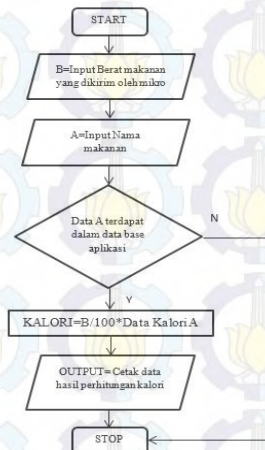 START
B=Input Berat makanan
yang dikirim oleh mikro
A=Input Nama
makanan
Data A terdapat
dalam data base
aplikasi
N
Y
KALORI=B/100*Data Kalori A
OUTPUT= Cetak data
hasil perhitungan kalori
STOP